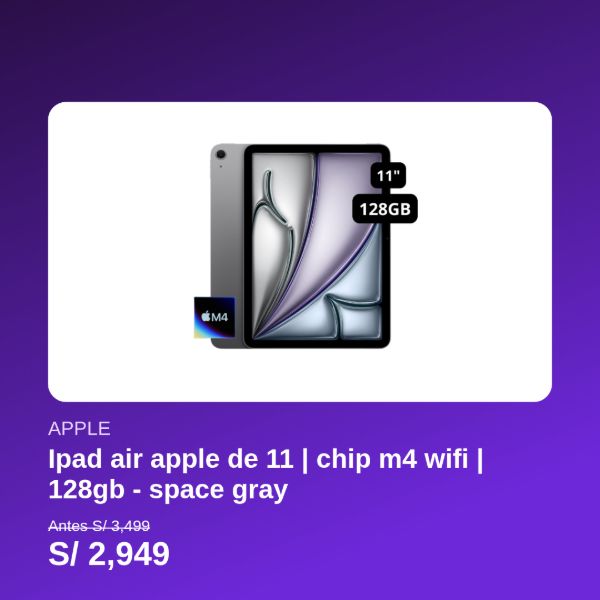 11"
128GB
M4
APPLE
Ipad air apple de 11 | chip m4 wifi |
128gb - space gray
Antes S/ 3,499
S/ 2,949